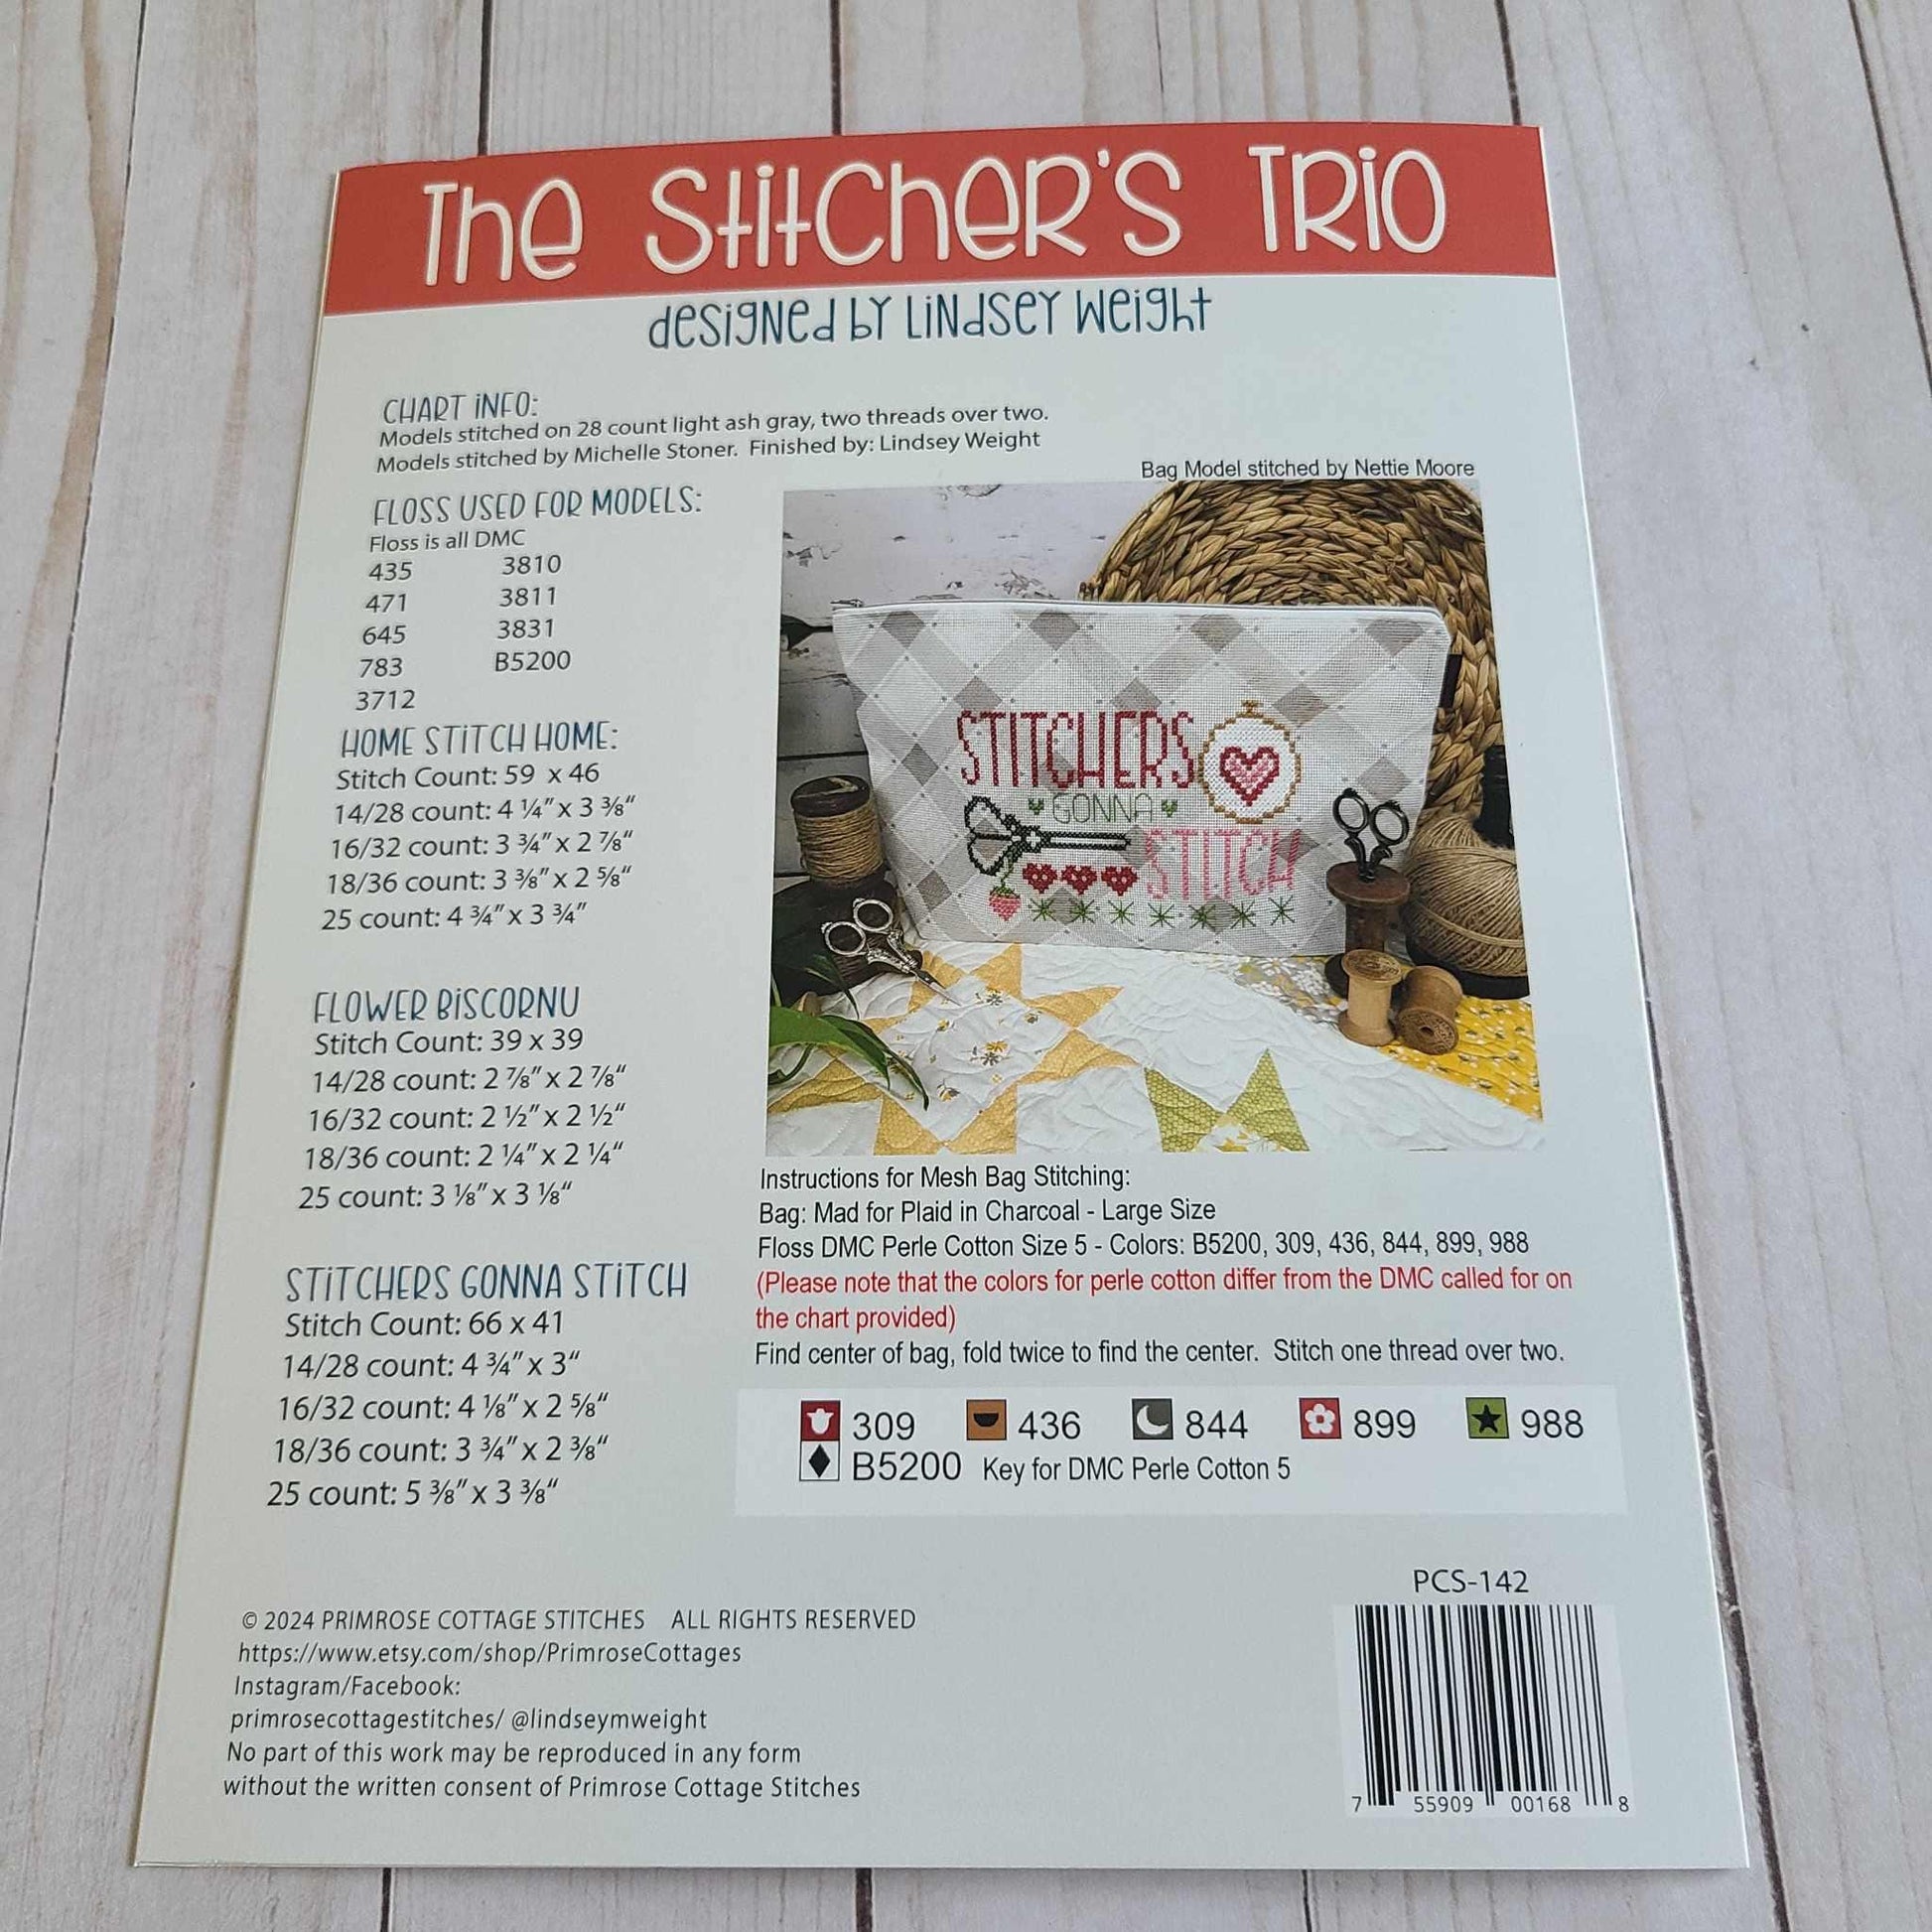 The Stitcher's Trio
designed by Lindsey Weight
CHART INFO:
Models stitched on 28 count light ash gray, two threads over two.
Models stitched by Michelle Stoner. Finished by: Lindsey Weight
FLOSS USED FOR MODELS:
Floss is all DMC
435 3810
471 3811
645 3831
783 B5200
3712
HOME STITCH HOME:
Stitch Count: 59 x 46
14/28 count: 4 ¼" x 3 ⅜"
16/32 count: 3 ¾" x 2 ⅞"
18/36 count: 3 ⅜" x 2 ⅝"
25 count: 4 ¾" x 3 ¾"
FLOWER BISCORNU
Stitch Count: 39 x 39
14/28 count: 2 ⅞" x 2 ⅞"
16/32 count: 2 ½" x 2 ½"
18/36 count: 2 ¼" x 2 ¼"
25 count: 3 ⅛" x 3 ⅛"
STITCHERS GONNA STITCH
Stitch Count: 66 x 41
14/28 count: 4 ¾" x 3"
16/32 count: 4 ⅛" x 2 ⅝"
18/36 count: 3 ¾" x 2 ⅜"
25 count: 5 ⅜" x 3 ⅜"
Bag Model stitched by Nettie Moore
STITCHERS
GONNA
STITCH
Instructions for Mesh Bag Stitching:
Bag: Mad for Plaid in Charcoal - Large Size
Floss DMC Perle Cotton Size 5 - Colors: B5200, 309, 436, 844, 899, 988
(Please note that the colors for perle cotton differ from the DMC called for on
the chart provided)
Find center of bag, fold twice to find the center. Stitch one thread over two.
309 436 844 899 988
B5200 Key for DMC Perle Cotton 5
© 2024 PRIMROSE COTTAGE STITCHES ALL RIGHTS RESERVED
https://www.etsy.com/shop/PrimroseCottages
Instagram/Facebook:
primrosecottagestitches/ @lindseymweight
No part of this work may be reproduced in any form
without the written consent of Primrose Cottage Stitches
PCS-142
7 55909 00168 8